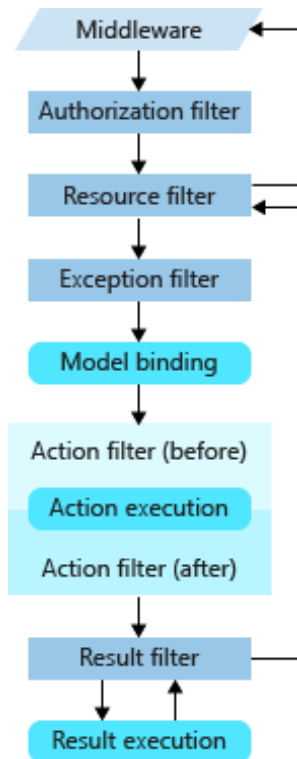 Middleware
Authorization filter
Resource filter
Exception filter
Model binding
Action filter (before)
Action execution
Action filter (after)
Result filter
Result execution